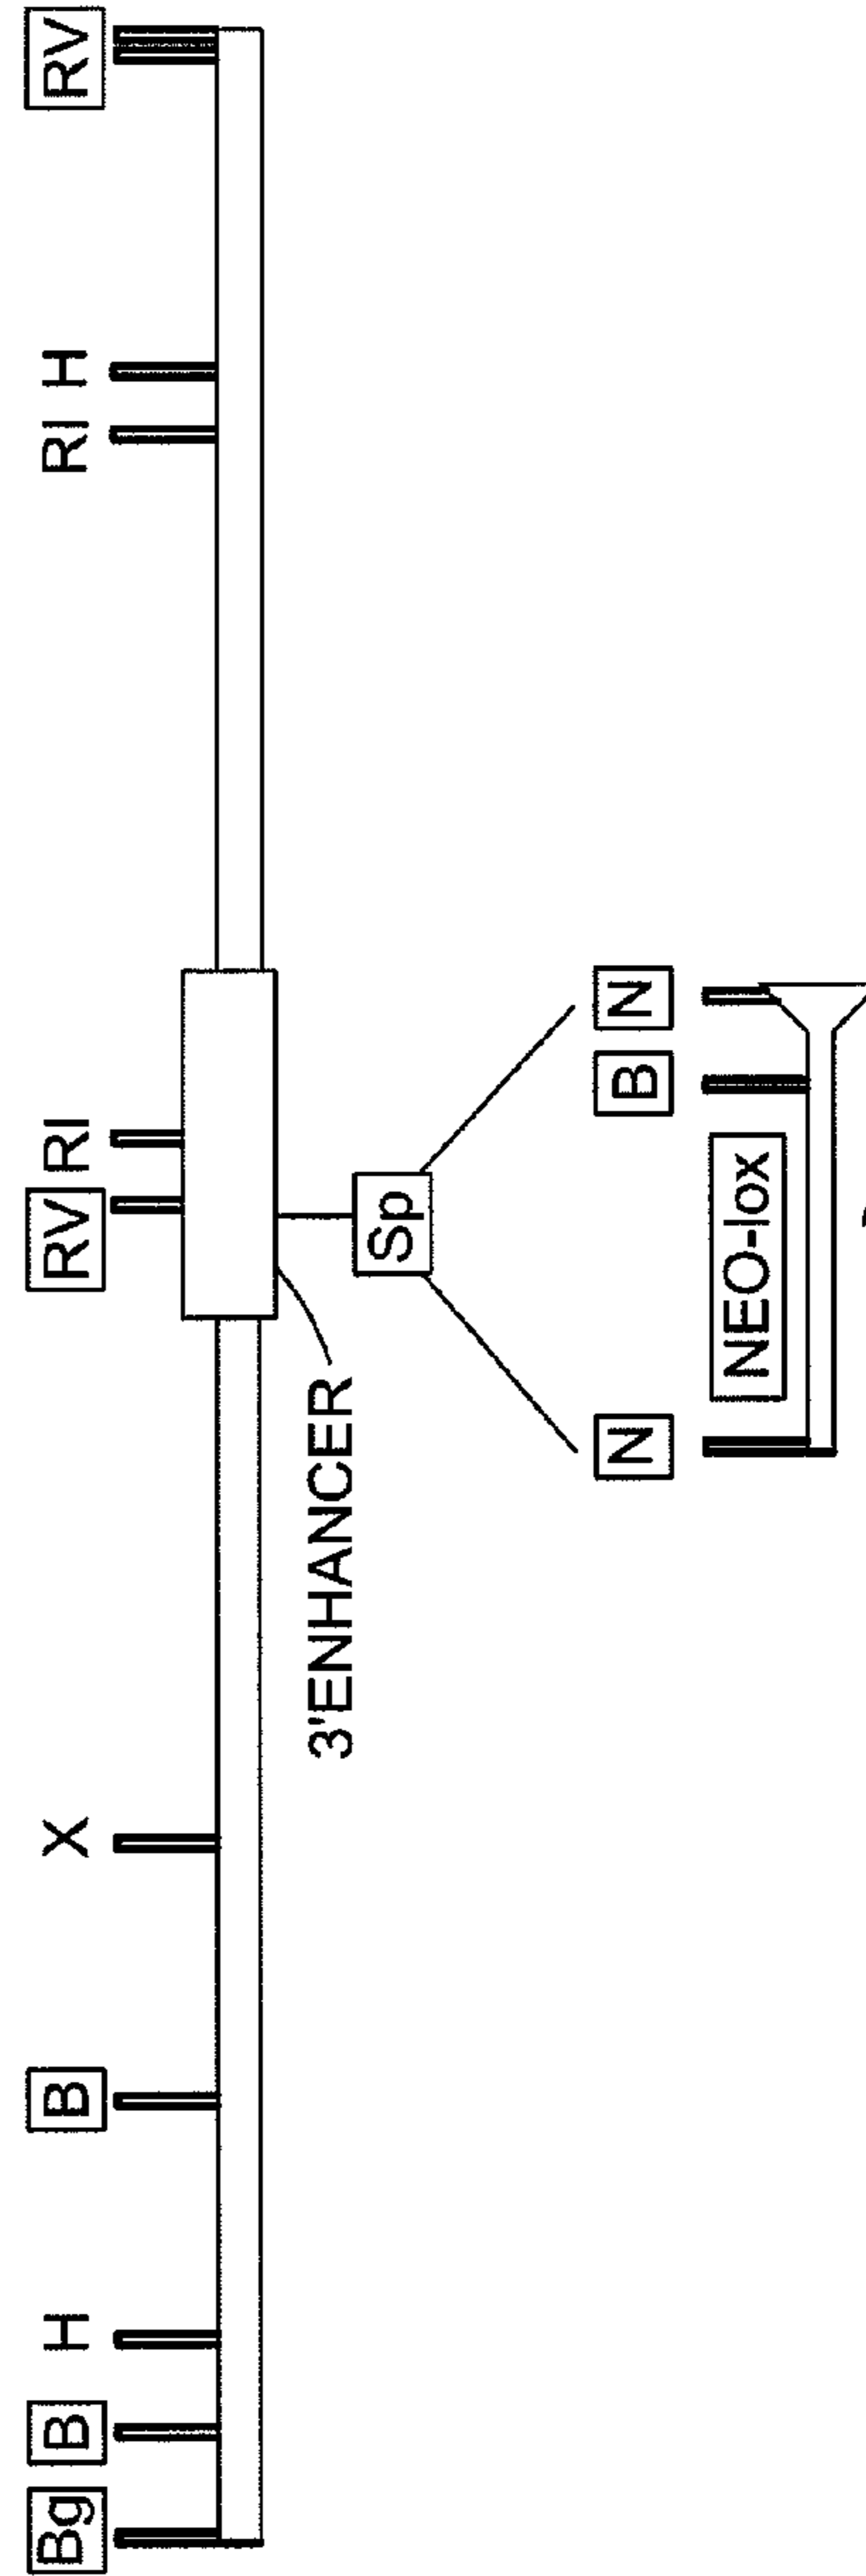 Bg B H B X RV RI RI H RV
3'ENHANCER
Sp
N B N
NEO-lox